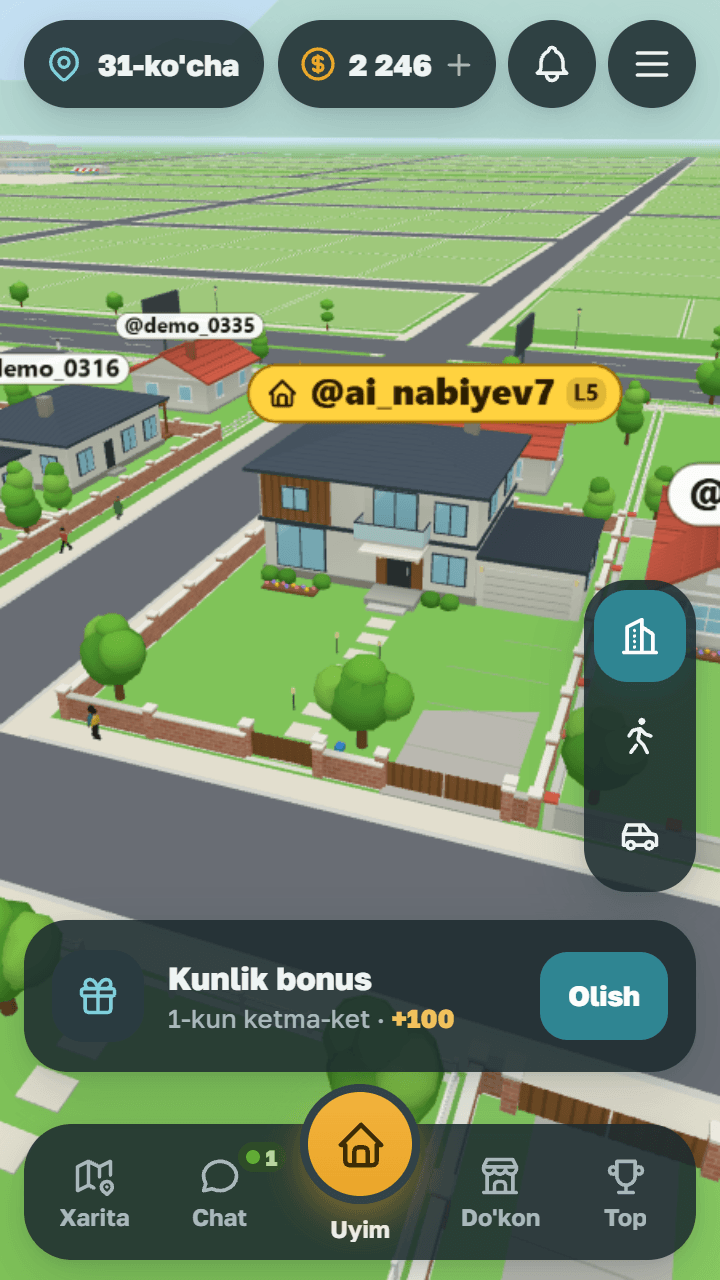 31-ko'cha
2 246
@demo_0335
demo_0316
@ai_nabiyev7 L5
@
Kunlik bonus
1-kun ketma-ket · +100
Olish
1
Xarita
Chat
Uyim
Do'kon
Top